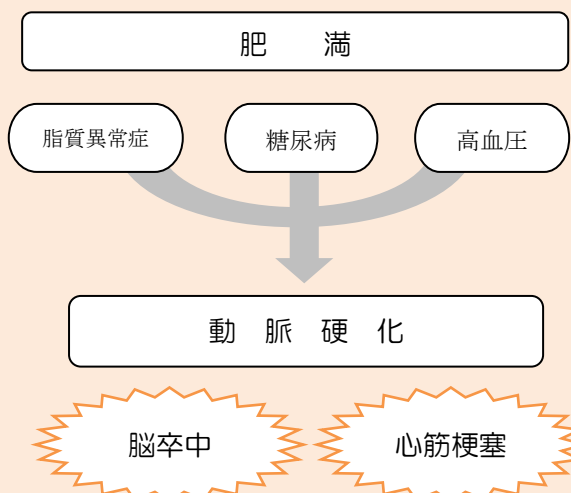 肥　満
脂質異常症
糖尿病
高血圧
動 脈 硬 化
脳卒中
心筋梗塞